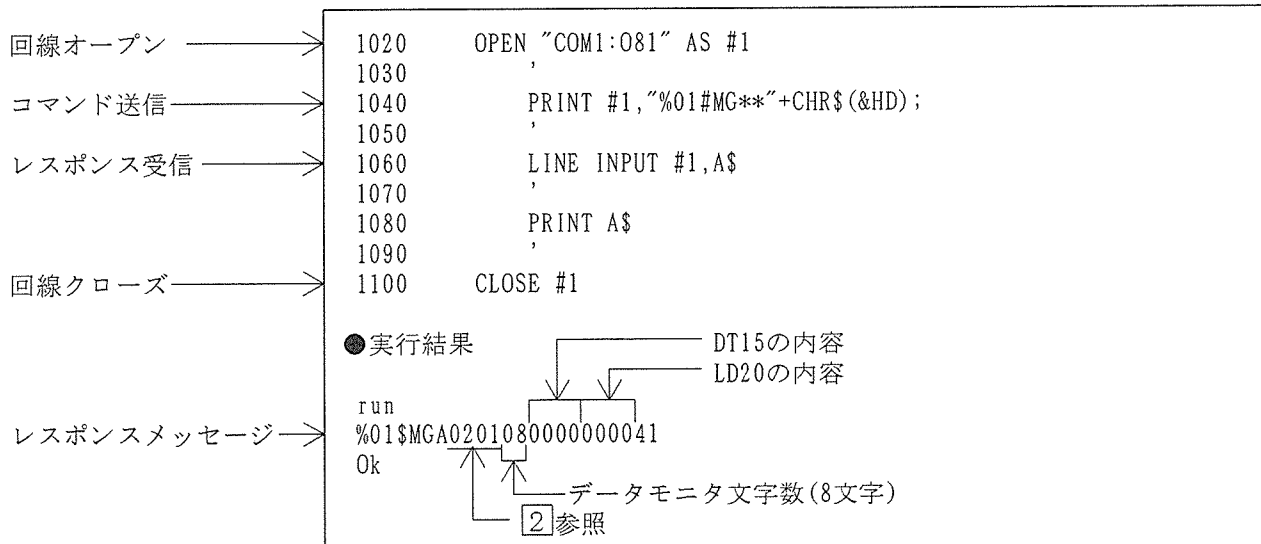 回線オープン 1020 OPEN "COM1:O81" AS #1
1030 '
コマンド送信 1040 PRINT #1,"%01#MG**"+CHR$(&HD);
1050 '
レスポンス受信 1060 LINE INPUT #1,A$
1070 '
1080 PRINT A$
1090 '
回線クローズ 1100 CLOSE #1
●実行結果 DT15の内容
LD20の内容
run
レスポンスメッセージ %01$MGA0201080000000041
Ok
データモニタ文字数(8文字)
2参照